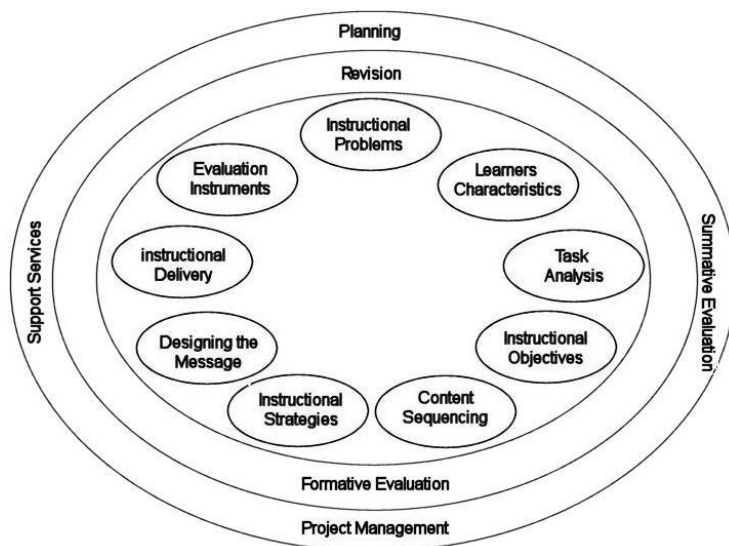 Planning
Revision
Instructional
Problems
Evaluation
Instruments
Learners
Characteristics
instructional
Delivery
Task
Analysis
Support Services
Summative Evaluation
Designing the
Message
Instructional
Objectives
Instructional
Strategies
Content
Sequencing
Formative Evaluation
Project Management